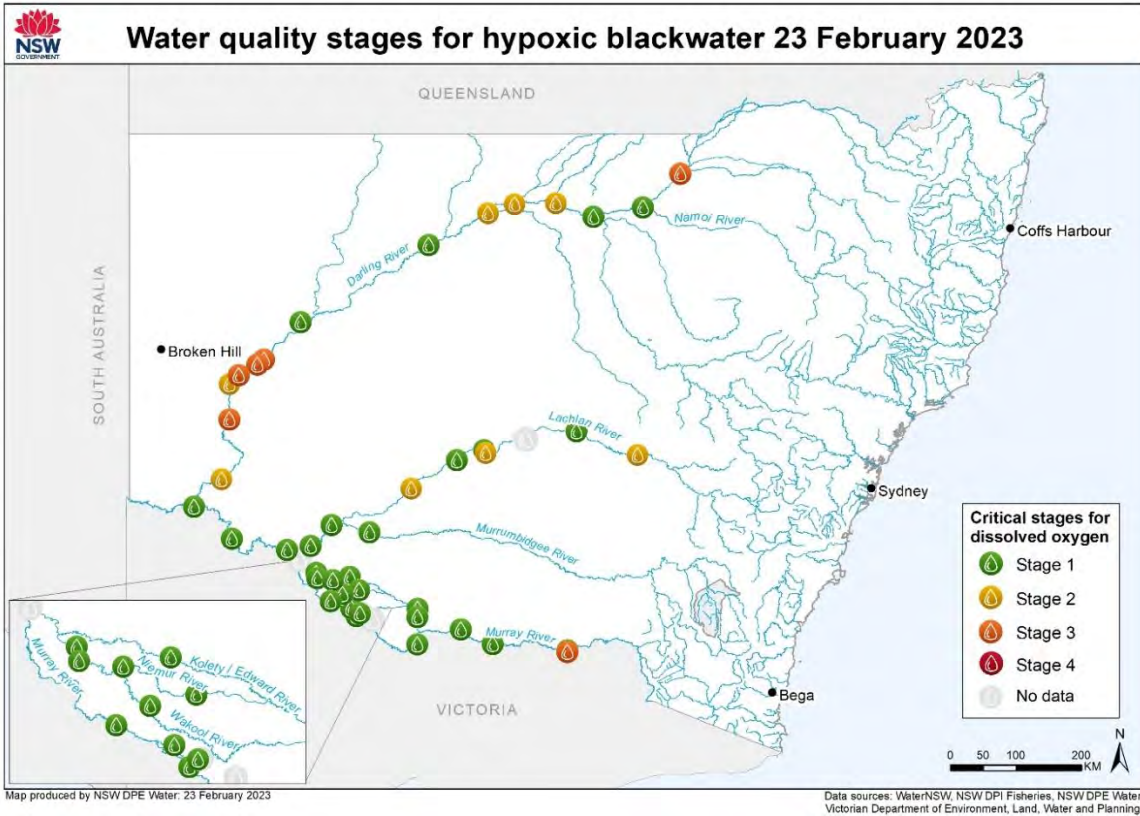 NSW
GOVERNMENT
Water quality stages for hypoxic blackwater 23 February 2023
QUEENSLAND
Namoi River
Coffs Harbour
Darling River
SOUTH AUSTRALIA
Broken Hill
Lachlan River
Sydney
Murrumbidgee River
Critical stages for
dissolved oxygen
Stage 1
Stage 2
Stage 3
Stage 4
No data
Murray River
Bega
VICTORIA
Murray River
Kolety / Edward River
Niemur River
Wakool River
0 50 100 200
KM
N
Map produced by NSW DPE Water: 23 February 2023
Data sources: WaterNSW, NSW DPI Fisheries, NSW DPE Water
Victorian Department of Environment, Land, Water and Planning